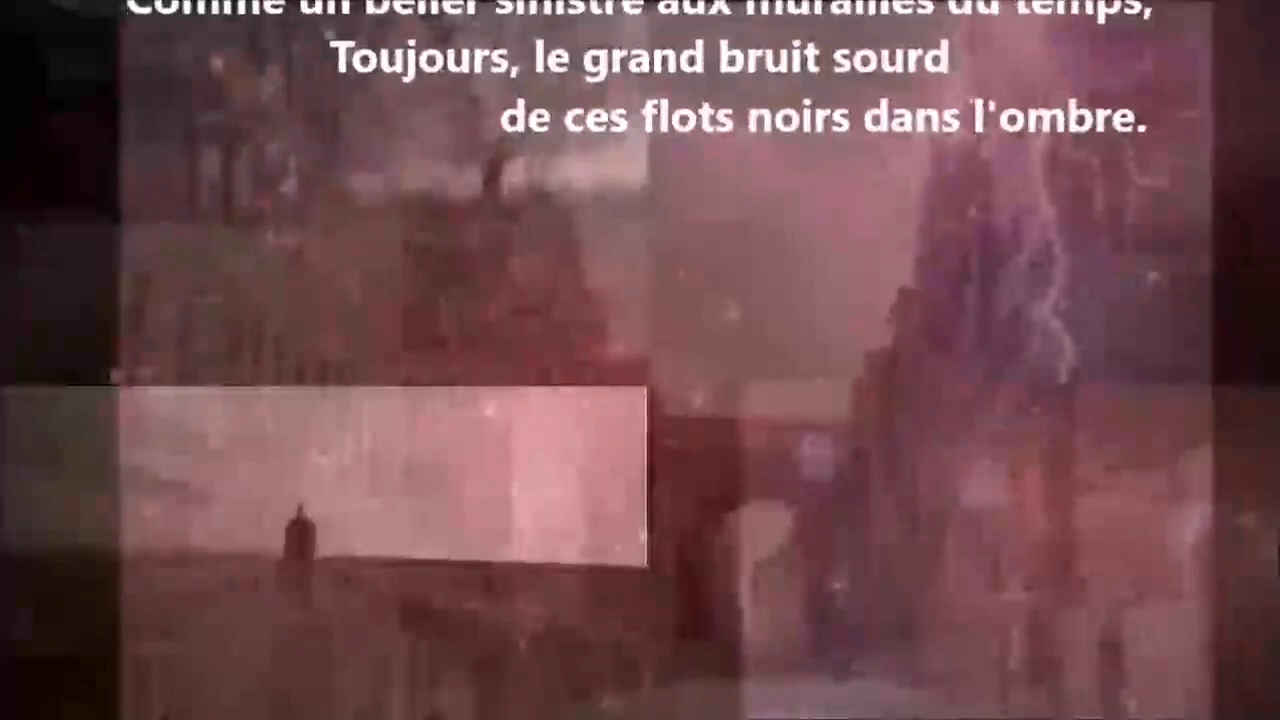 Comme un bélier sinistre aux murailles du temps,
Toujours, le grand bruit sourd
de ces flots noirs dans l'ombre.